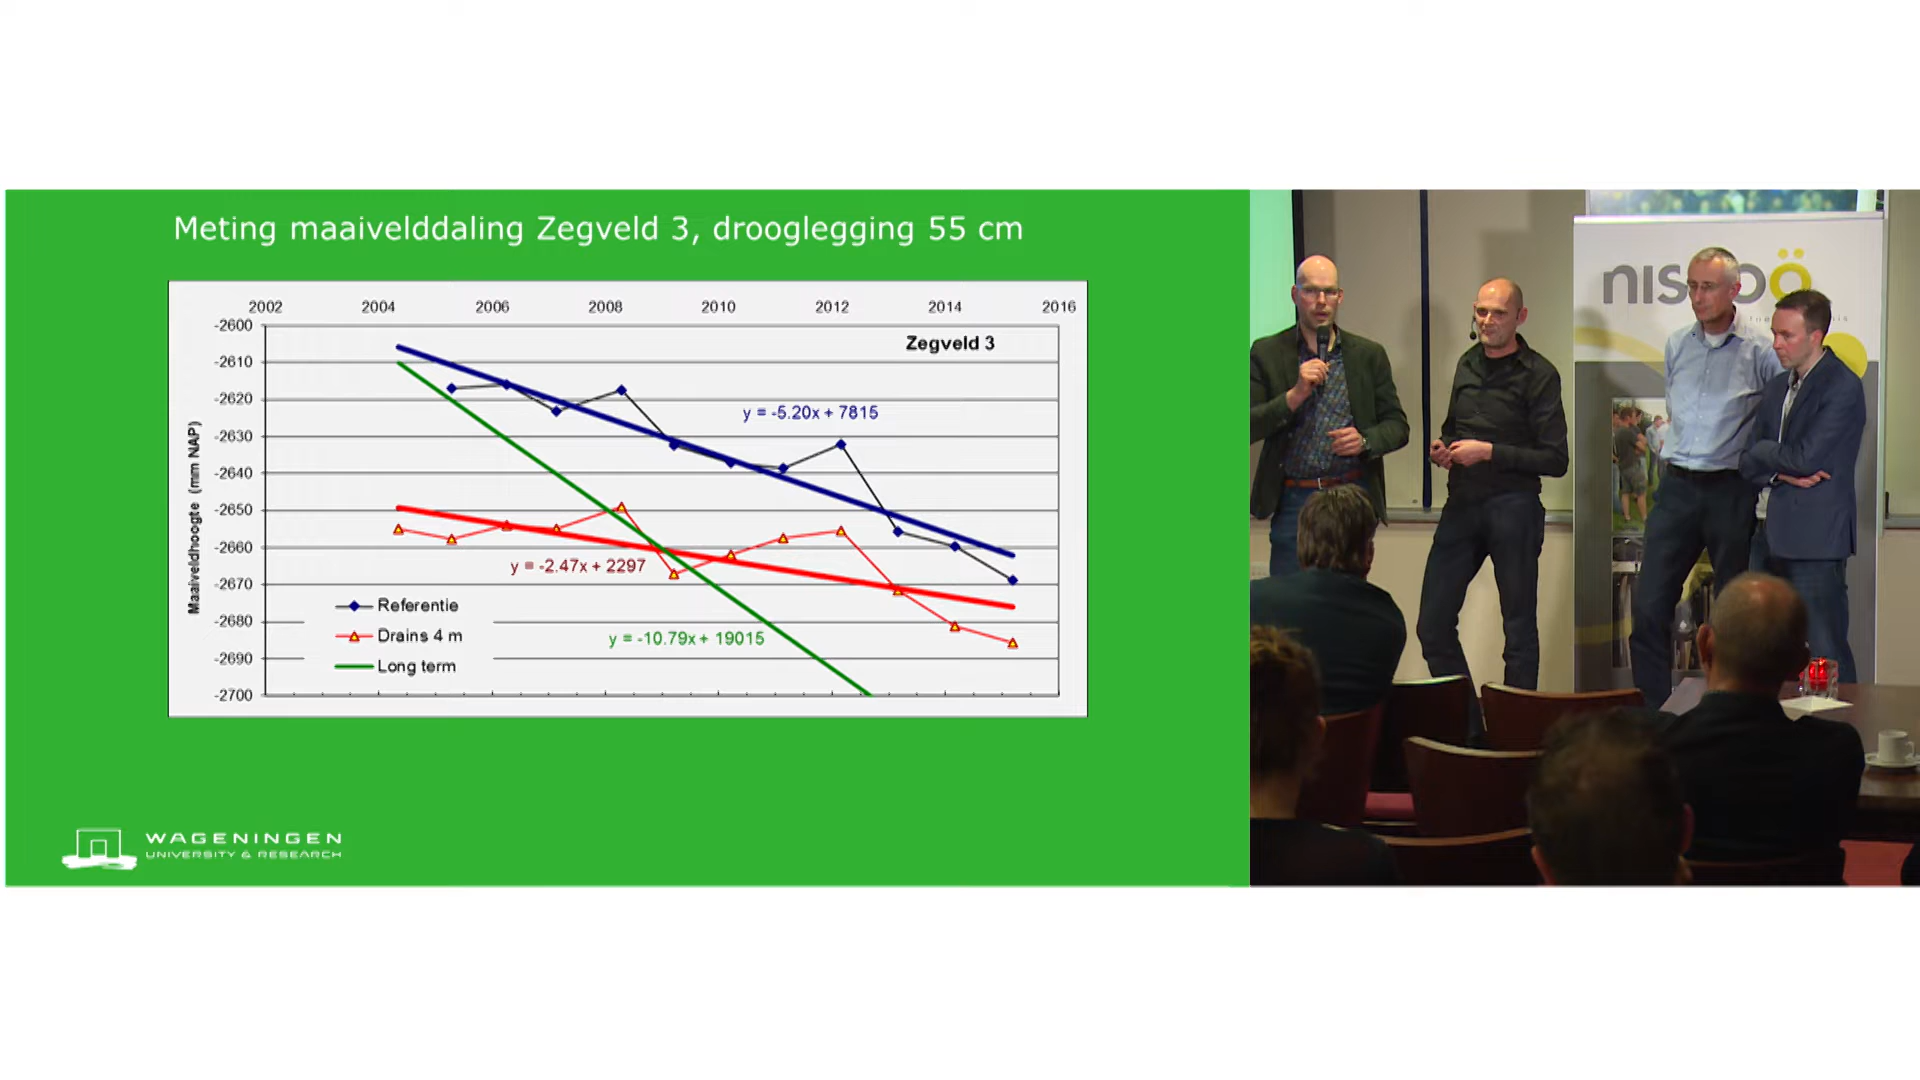 Meting maaivelddaling Zegveld 3, drooglegging 55 cm
2002 2004 2006 2008 2010 2012 2014 2016
-2600
-2610
-2620
-2630
-2640
-2650
-2660
-2670
-2680
-2690
-2700
Maaiveldhoogte (mm NAP)
Zegveld 3
y = -5.20x + 7815
y = -2.47x + 2297
y = -10.79x + 19015
Referentie
Drains 4 m
Long term
WAGENINGEN
UNIVERSITY & RESEARCH